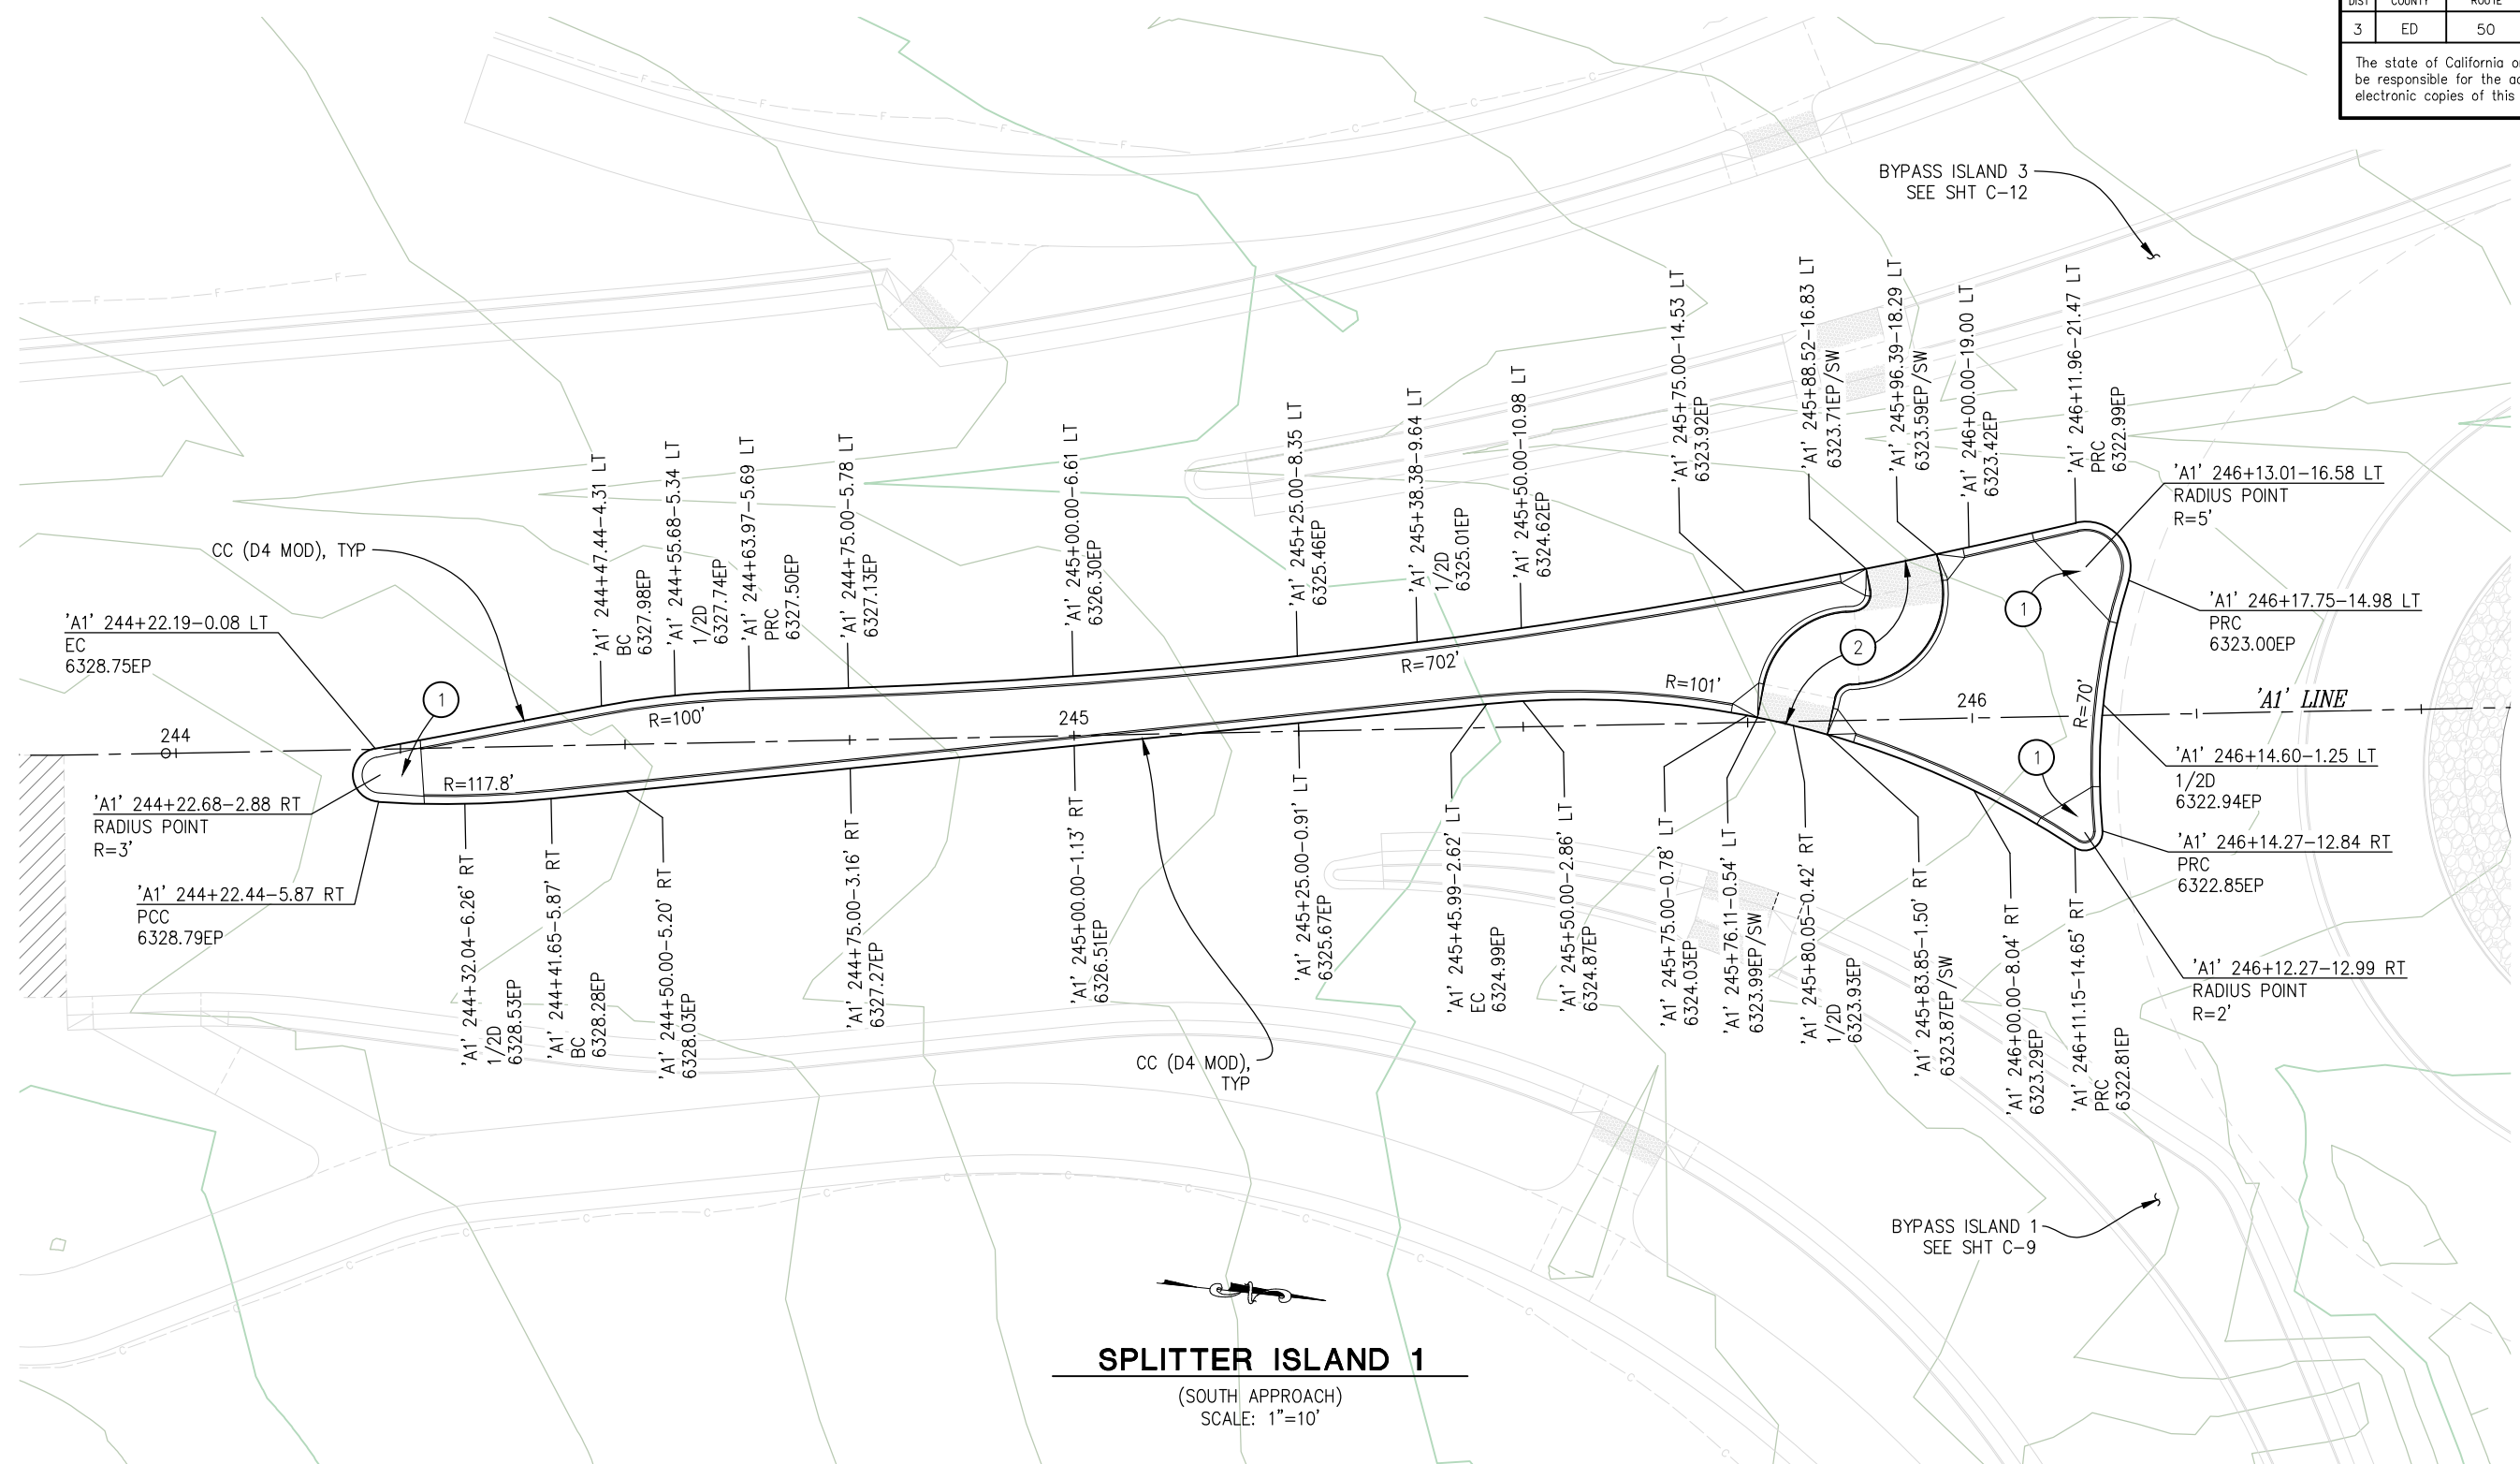 DIST COUNTY ROUTE
3 ED 50
The state of California o
be responsible for the ac
electronic copies of this
BYPASS ISLAND 3
SEE SHT C-12
'A1' 244+47.44-4.31 LT
BC
6327.98EP
'A1' 244+55.68-5.34 LT
1/2D
6327.74EP
'A1' 244+63.97-5.69 LT
PRC
6327.50EP
'A1' 244+75.00-5.78 LT
6327.13EP
'A1' 245+00.00-6.61 LT
6326.30EP
'A1' 245+25.00-8.35 LT
6325.46EP
'A1' 245+38.38-9.64 LT
1/2D
6325.01EP
'A1' 245+50.00-10.98 LT
6324.62EP
'A1' 245+75.00-14.53 LT
6323.92EP
'A1' 245+88.52-16.83 LT
6323.71EP/SW
'A1' 245+96.39-18.29 LT
6323.59EP/SW
'A1' 246+00.00-19.00 LT
6323.42EP
'A1' 246+11.96-21.47 LT
PRC
6322.99EP
'A1' 246+13.01-16.58 LT
RADIUS POINT
R=5'
CC (D4 MOD), TYP
'A1' 244+22.19-0.08 LT
EC
6328.75EP
'A1' 246+17.75-14.98 LT
PRC
6323.00EP
1
1
2
R=702'
R=101'
R=100'
R=70'
'A1' LINE
244
245
246
1
R=117.8'
'A1' 246+14.60-1.25 LT
1/2D
6322.94EP
'A1' 244+22.68-2.88 RT
RADIUS POINT
R=3'
'A1' 246+14.27-12.84 RT
PRC
6322.85EP
'A1' 244+22.44-5.87 RT
PCC
6328.79EP
'A1' 244+32.04-6.26' RT
1/2D
6328.53EP
'A1' 244+41.65-5.87' RT
BC
6328.28EP
'A1' 244+50.00-5.20' RT
6328.03EP
'A1' 244+75.00-3.16' RT
6327.27EP
'A1' 245+00.00-1.13' RT
6326.51EP
'A1' 245+25.00-0.91' LT
6325.67EP
'A1' 245+45.99-2.62' LT
EC
6324.99EP
'A1' 245+50.00-2.86' LT
6324.87EP
'A1' 245+75.00-0.78' LT
6324.03EP
'A1' 245+76.11-0.54' LT
6323.99EP/SW
'A1' 245+80.05-0.42' RT
1/2D
6323.93EP
'A1' 245+83.85-1.50' RT
6323.87EP/SW
'A1' 246+00.00-8.04' RT
6323.29EP
'A1' 246+11.15-14.65' RT
PRC
6322.81EP
'A1' 246+12.27-12.99 RT
RADIUS POINT
R=2'
CC (D4 MOD),
TYP
BYPASS ISLAND 1
SEE SHT C-9
SPLITTER ISLAND 1
(SOUTH APPROACH)
SCALE: 1"=10'